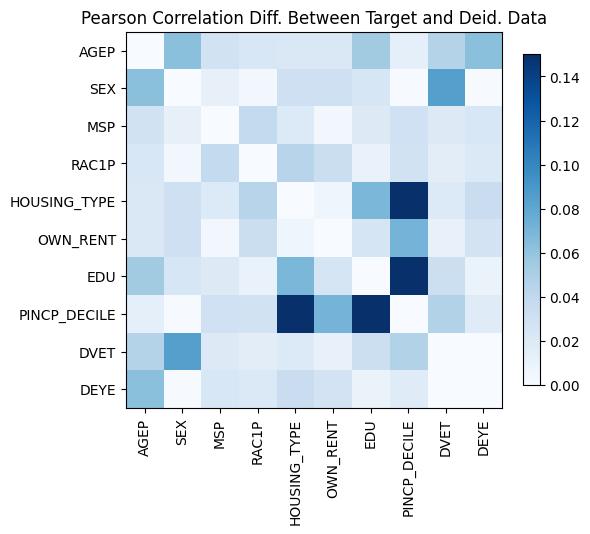 Pearson Correlation Diff. Between Target and Deid. Data
AGEP
SEX
MSP
RAC1P
HOUSING_TYPE
OWN_RENT
EDU
PINCP_DECILE
DVET
DEYE
AGEP
SEX
MSP
RAC1P
HOUSING_TYPE
OWN_RENT
EDU
PINCP_DECILE
DVET
DEYE
0.14
0.12
0.10
0.08
0.06
0.04
0.02
0.00